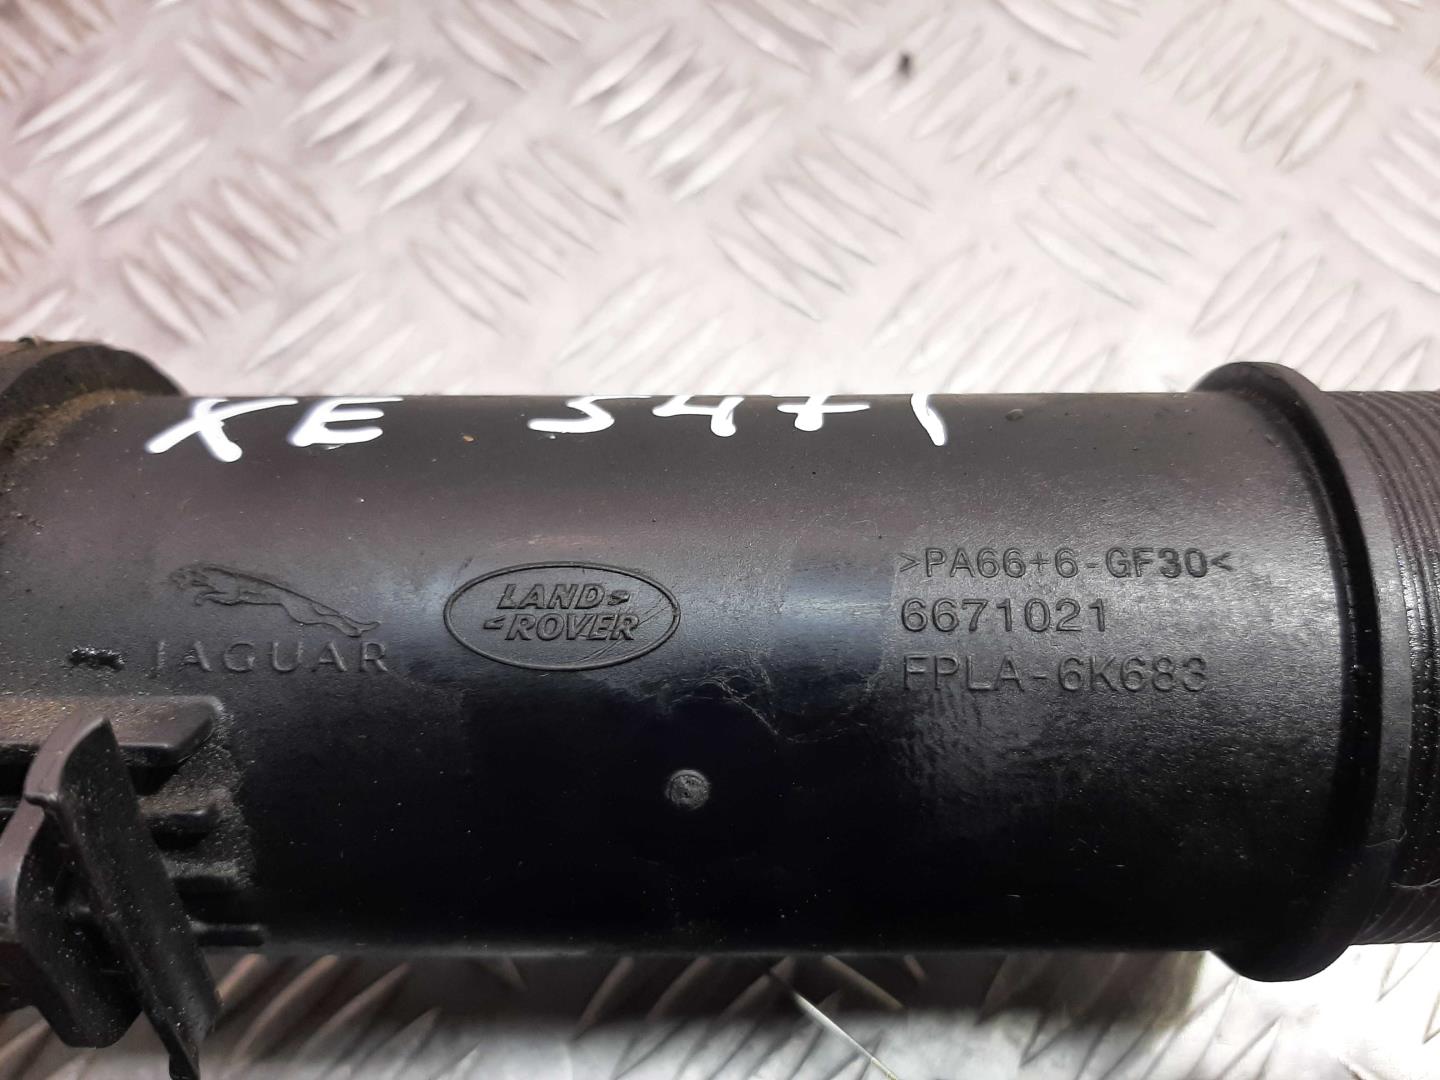 XE 5471
JAGUAR
LAND
ROVER
>PA66+6-GF30<
6671021
FPLA-6K683